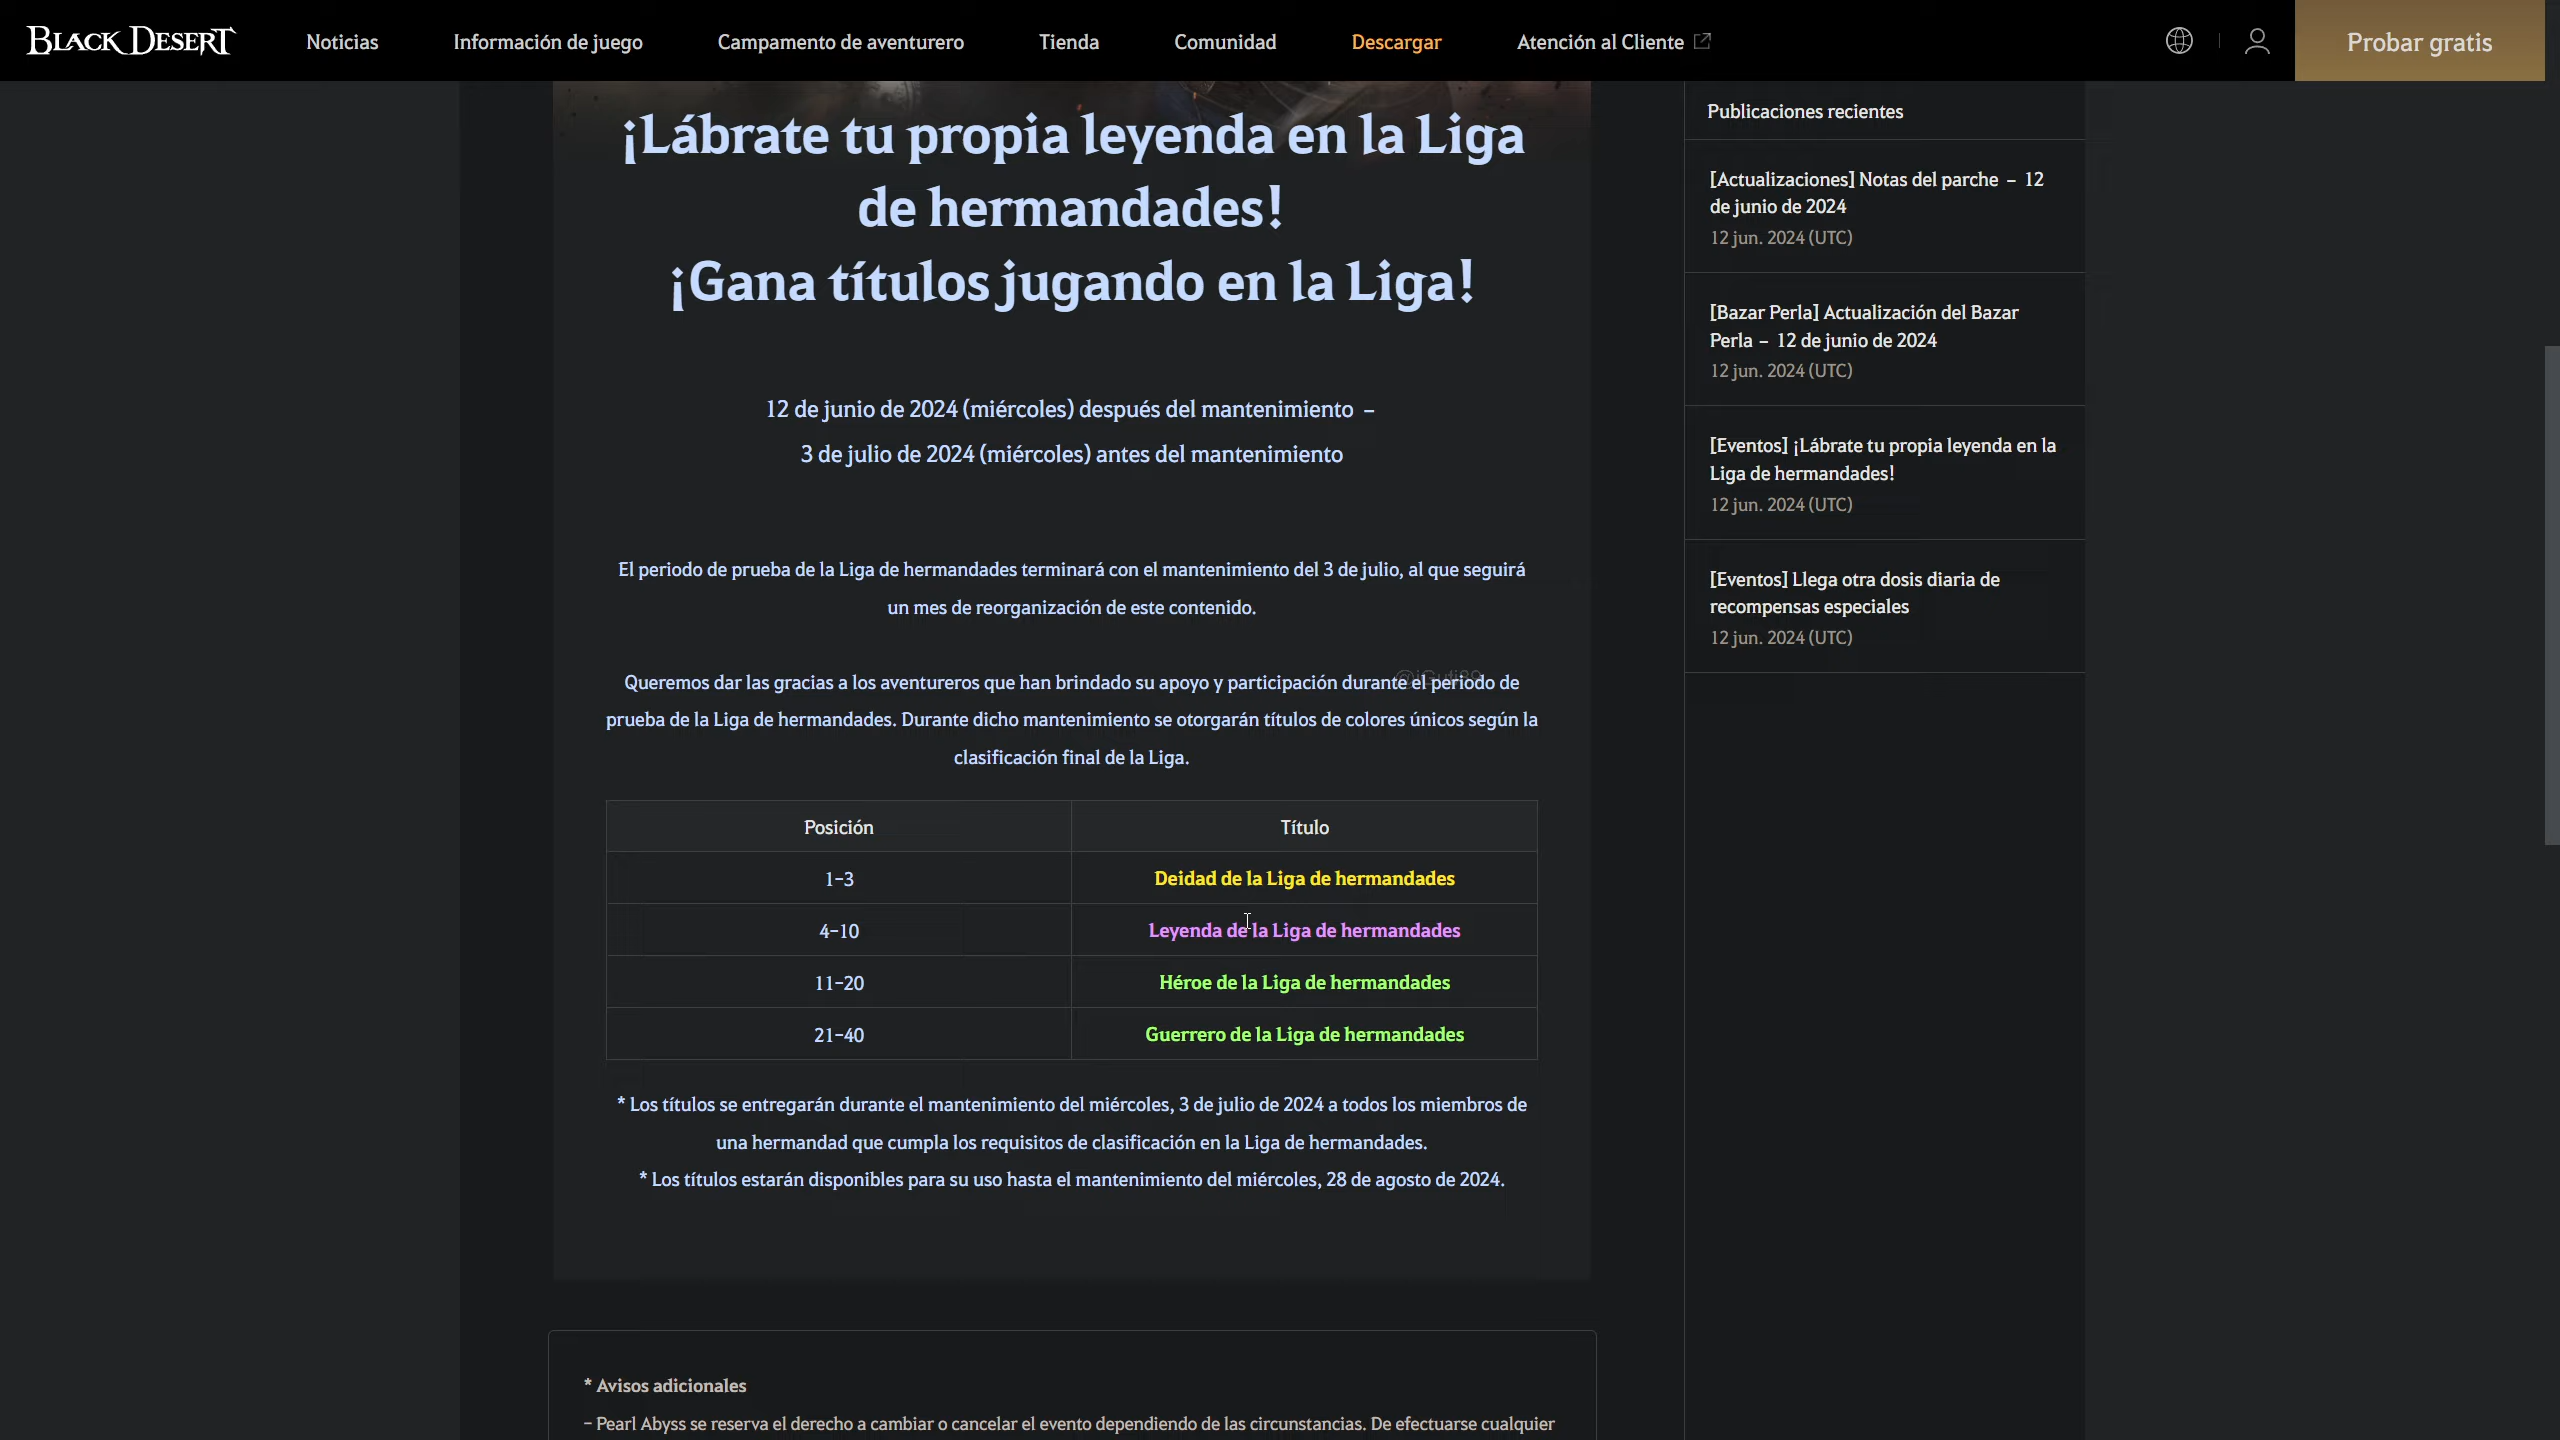 BLACK DESERT
Noticias
Información de juego
Campamento de aventurero
Tienda
Comunidad
Descargar
Atención al Cliente
Probar gratis
¡Lábrate tu propia leyenda en la Liga
de hermandades!
¡Gana títulos jugando en la Liga!
12 de junio de 2024 (miércoles) después del mantenimiento –
3 de julio de 2024 (miércoles) antes del mantenimiento
El periodo de prueba de la Liga de hermandades terminará con el mantenimiento del 3 de julio, al que seguirá
un mes de reorganización de este contenido.
Queremos dar las gracias a los aventureros que han brindado su apoyo y participación durante el periodo de
prueba de la Liga de hermandades. Durante dicho mantenimiento se otorgarán títulos de colores únicos según la
clasificación final de la Liga.
Posición Título
1-3 Deidad de la Liga de hermandades
4-10 Leyenda de la Liga de hermandades
11-20 Héroe de la Liga de hermandades
21-40 Guerrero de la Liga de hermandades
* Los títulos se entregarán durante el mantenimiento del miércoles, 3 de julio de 2024 a todos los miembros de
una hermandad que cumpla los requisitos de clasificación en la Liga de hermandades.
* Los títulos estarán disponibles para su uso hasta el mantenimiento del miércoles, 28 de agosto de 2024.
* Avisos adicionales
– Pearl Abyss se reserva el derecho a cambiar o cancelar el evento dependiendo de las circunstancias. De efectuarse cualquier
Publicaciones recientes
[Actualizaciones] Notas del parche – 12
de junio de 2024
12 jun. 2024 (UTC)
[Bazar Perla] Actualización del Bazar
Perla – 12 de junio de 2024
12 jun. 2024 (UTC)
[Eventos] ¡Lábrate tu propia leyenda en la
Liga de hermandades!
12 jun. 2024 (UTC)
[Eventos] Llega otra dosis diaria de
recompensas especiales
12 jun. 2024 (UTC)